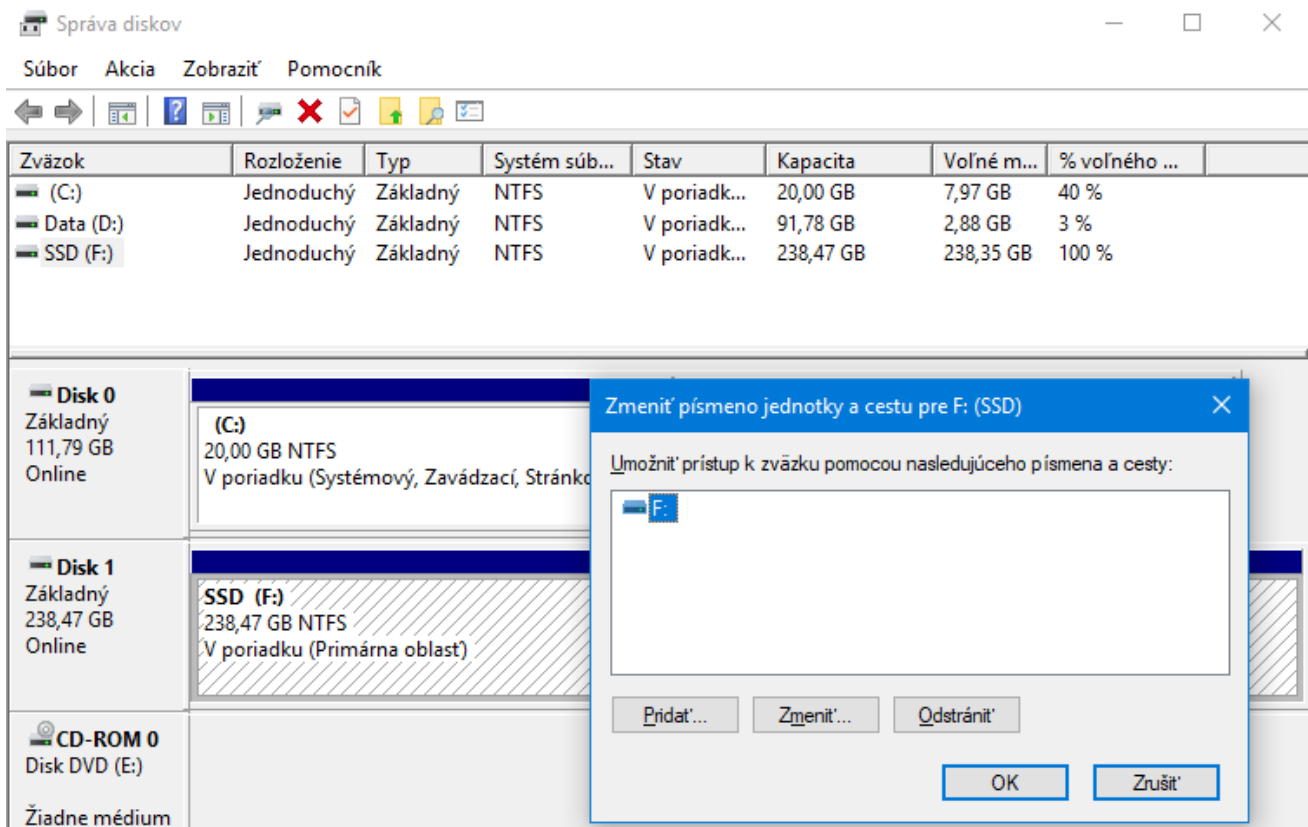 Správa diskov
Súbor Akcia Zobraziť Pomocník
Zväzok Rozloženie Typ Systém súb... Stav Kapacita Voľné m... % voľného ...
(C:) Jednoduchý Základný NTFS V poriadk... 20,00 GB 7,97 GB 40 %
Data (D:) Jednoduchý Základný NTFS V poriadk... 91,78 GB 2,88 GB 3 %
SSD (F:) Jednoduchý Základný NTFS V poriadk... 238,47 GB 238,35 GB 100 %
Disk 0
Základný
111,79 GB
Online
(C:)
20,00 GB NTFS
V poriadku (Systémový, Zavádzací, Stránko
Disk 1
Základný
238,47 GB
Online
SSD (F:)
238,47 GB NTFS
V poriadku (Primárna oblasť)
CD-ROM 0
Disk DVD (E:)
Žiadne médium
Zmeniť písmeno jednotky a cestu pre F: (SSD)
Umožniť prístup k zväzku pomocou nasledujúceho písmena a cesty:
F:
Pridať... Zmeniť... Odstrániť
OK Zrušiť